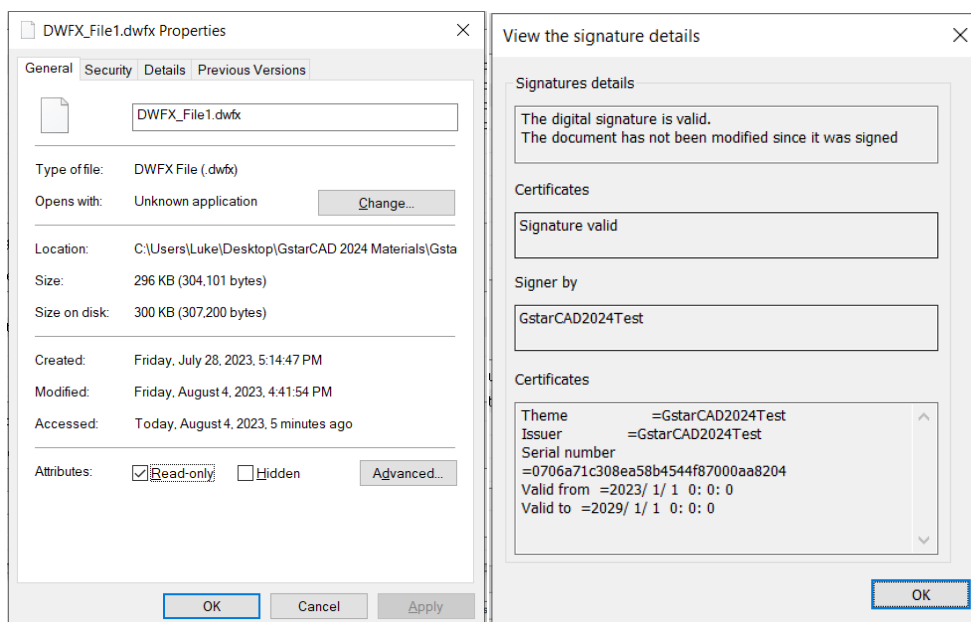 DWFX_File1.dwfx Properties
General Security Details Previous Versions
DWFX_File1.dwfx
Type of file: DWFX File (.dwfx)
Opens with: Unknown application Change...
Location: C:\Users\Luke\Desktop\GstarCAD 2024 Materials\Gsta
Size: 296 KB (304,101 bytes)
Size on disk: 300 KB (307,200 bytes)
Created: Friday, July 28, 2023, 5:14:47 PM
Modified: Friday, August 4, 2023, 4:41:54 PM
Accessed: Today, August 4, 2023, 5 minutes ago
Attributes: Read-only Hidden Advanced...
OK Cancel Apply
View the signature details
Signatures details
The digital signature is valid.
The document has not been modified since it was signed
Certificates
Signature valid
Signer by
GstarCAD2024Test
Certificates
Theme =GstarCAD2024Test
Issuer =GstarCAD2024Test
Serial number
=0706a71c308ea58b4544f87000aa8204
Valid from =2023/ 1/ 1 0: 0: 0
Valid to =2029/ 1/ 1 0: 0: 0
OK